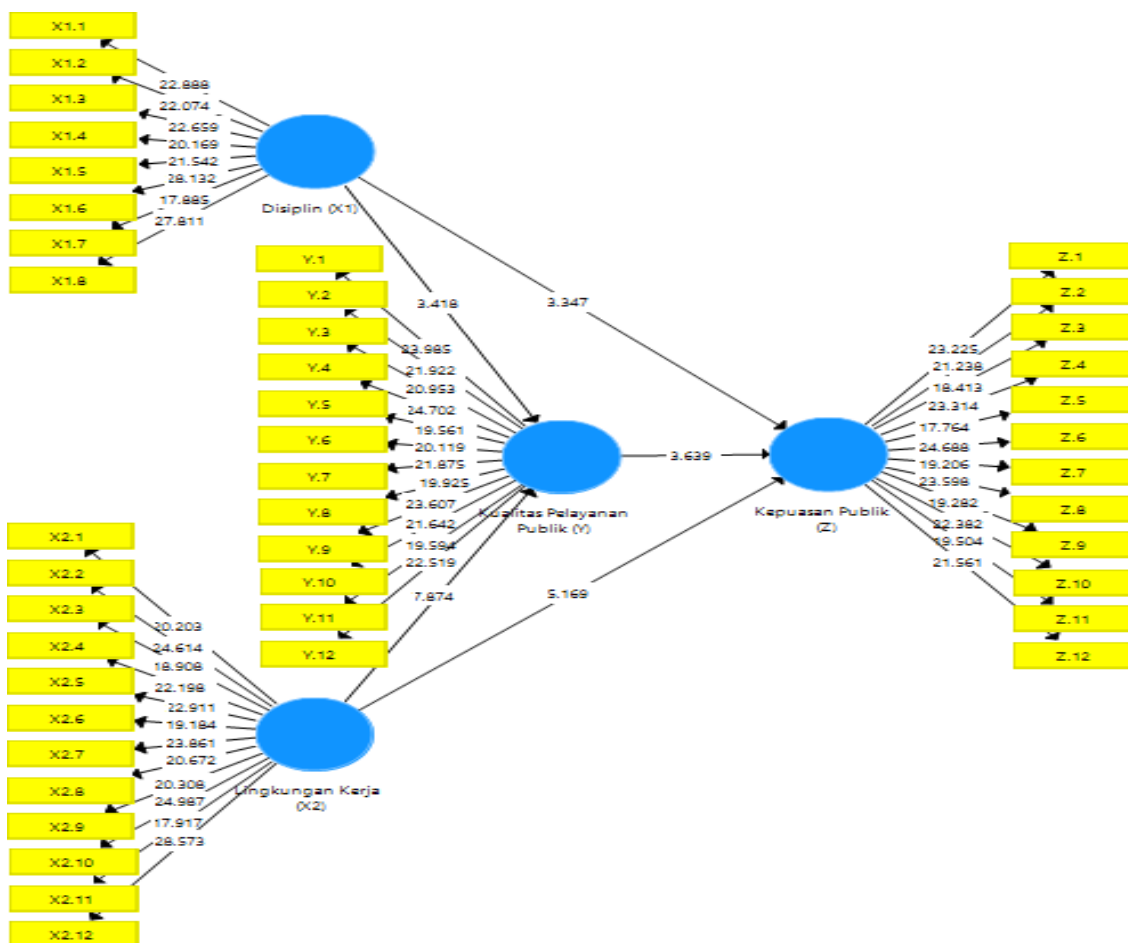 X1.1
X1.2
X1.3
X1.4
X1.5
X1.6
X1.7
X1.8
22.888
22.074
22.659
20.169
21.542
28.132
17.885
27.811
Disiplin (X1)
3.418
3.347
Y.1
Y.2
Y.3
Y.4
Y.5
Y.6
Y.7
Y.8
Y.9
Y.10
Y.11
Y.12
23.985
21.922
20.953
24.702
19.561
20.119
21.875
19.925
23.607
21.642
19.594
22.519
Kualitas Pelayanan
Publik (Y)
3.639
7.874
5.169
Kepuasan Publik
(Z)
23.225
21.238
18.413
23.314
17.764
24.688
19.206
23.598
19.282
22.382
19.504
21.561
Z.1
Z.2
Z.3
Z.4
Z.5
Z.6
Z.7
Z.8
Z.9
Z.10
Z.11
Z.12
X2.1
X2.2
X2.3
X2.4
X2.5
X2.6
X2.7
X2.8
X2.9
X2.10
X2.11
X2.12
20.203
24.614
18.908
22.198
22.911
19.184
23.861
20.672
20.308
24.987
17.917
28.573
Lingkungan Kerja
(X2)